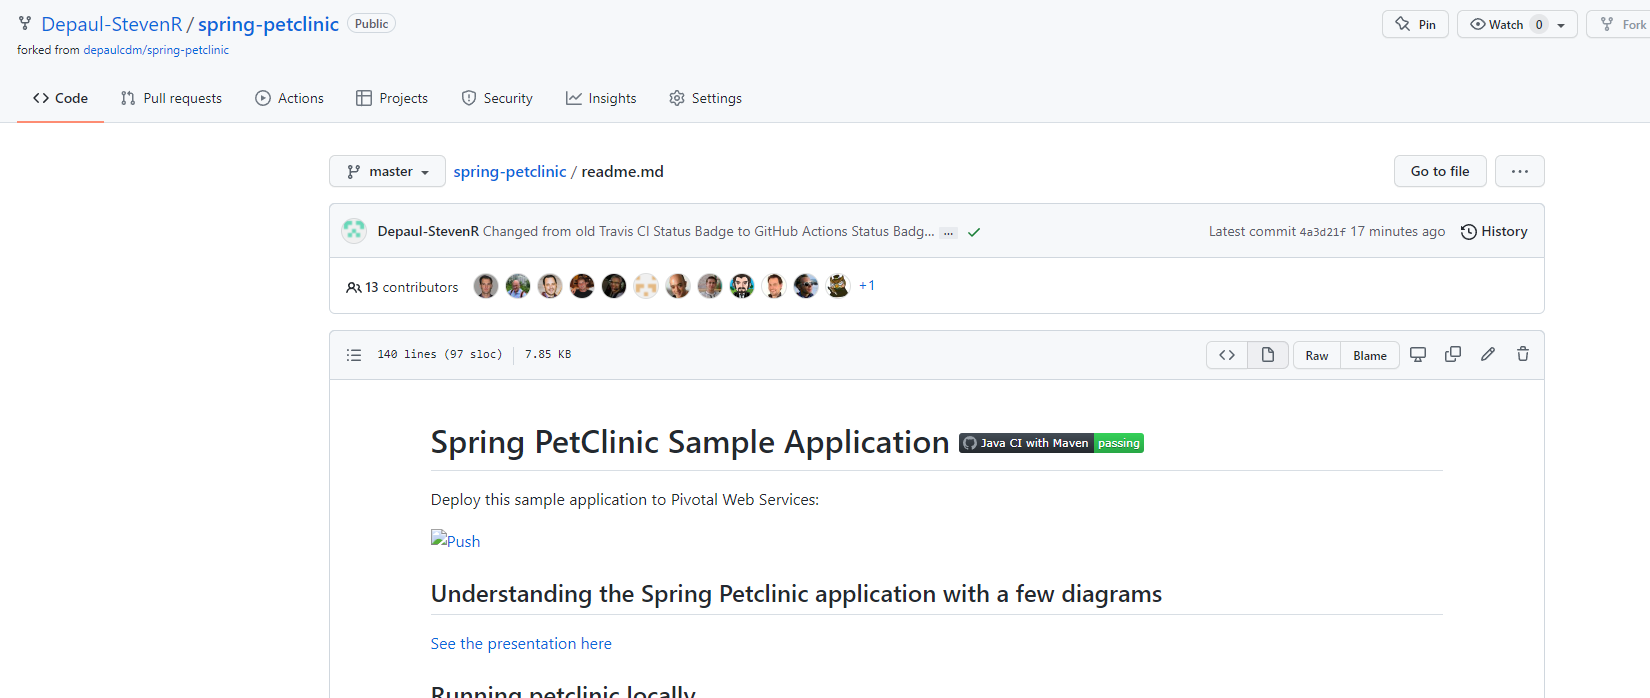 Depaul-StevenR / spring-petclinic Public
Pin Watch 0 Fork
forked from depaulcdm/spring-petclinic
Code Pull requests Actions Projects Security Insights Settings
master spring-petclinic / readme.md Go to file ...
Depaul-StevenR Changed from old Travis CI Status Badge to GitHub Actions Status Badg... ... Latest commit 4a3d21f 17 minutes ago History
13 contributors +1
140 lines (97 sloc) 7.85 KB <> Raw Blame
Spring PetClinic Sample Application Java CI with Maven passing
Deploy this sample application to Pivotal Web Services:
Push
Understanding the Spring Petclinic application with a few diagrams
See the presentation here
Running petclinic locally